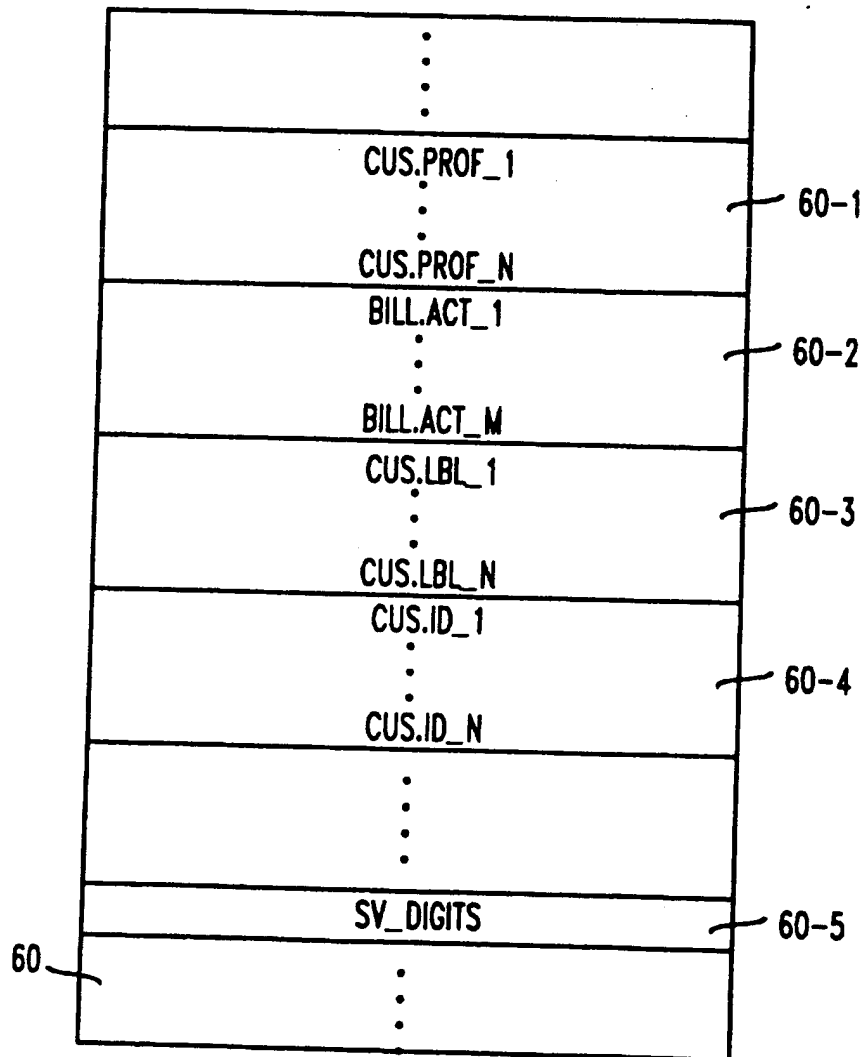 CUS.PROF_1
60-1
CUS.PROF_N
BILL.ACT_1
60-2
BILL.ACT_M
CUS.LBL_1
60-3
CUS.LBL_N
CUS.ID_1
60-4
CUS.ID_N
SV_DIGITS
60-5
60